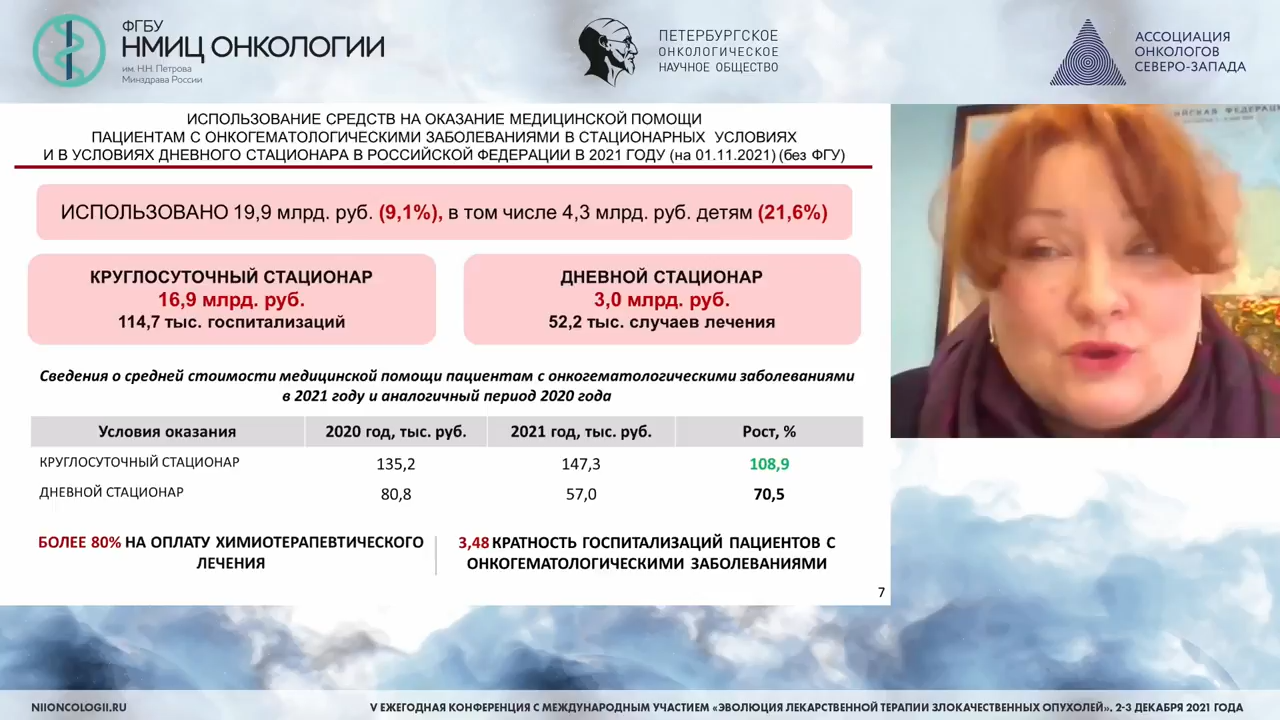 ФГБУ
НМИЦ ОНКОЛОГИИ
им. Н.Н. Петрова
Минздрава России
ПЕТЕРБУРГСКОЕ
ОНКОЛОГИЧЕСКОЕ
НАУЧНОЕ ОБЩЕСТВО
АССОЦИАЦИЯ
ОНКОЛОГОВ
СЕВЕРО-ЗАПАДА
ИСПОЛЬЗОВАНИЕ СРЕДСТВ НА ОКАЗАНИЕ МЕДИЦИНСКОЙ ПОМОЩИ
ПАЦИЕНТАМ С ОНКОГЕМАТОЛОГИЧЕСКИМИ ЗАБОЛЕВАНИЯМИ В СТАЦИОНАРНЫХ УСЛОВИЯХ
И В УСЛОВИЯХ ДНЕВНОГО СТАЦИОНАРА В РОССИЙСКОЙ ФЕДЕРАЦИИ В 2021 ГОДУ (на 01.11.2021) (без ФГУ)
ИСПОЛЬЗОВАНО 19,9 млрд. руб. (9,1%), в том числе 4,3 млрд. руб. детям (21,6%)
КРУГЛОСУТОЧНЫЙ СТАЦИОНАР
16,9 млрд. руб.
114,7 тыс. госпитализаций
ДНЕВНОЙ СТАЦИОНАР
3,0 млрд. руб.
52,2 тыс. случаев лечения
Сведения о средней стоимости медицинской помощи пациентам с онкогематологическими заболеваниями
в 2021 году и аналогичный период 2020 года
Условия оказания 2020 год, тыс. руб. 2021 год, тыс. руб. Рост, %
КРУГЛОСУТОЧНЫЙ СТАЦИОНАР 135,2 147,3 108,9
ДНЕВНОЙ СТАЦИОНАР 80,8 57,0 70,5
БОЛЕЕ 80% НА ОПЛАТУ ХИМИОТЕРАПЕВТИЧЕСКОГО
ЛЕЧЕНИЯ
3,48 КРАТНОСТЬ ГОСПИТАЛИЗАЦИЙ ПАЦИЕНТОВ С
ОНКОГЕМАТОЛОГИЧЕСКИМИ ЗАБОЛЕВАНИЯМИ
7
NIIONCOLOGII.RU
V ЕЖЕГОДНАЯ КОНФЕРЕНЦИЯ С МЕЖДУНАРОДНЫМ УЧАСТИЕМ «ЭВОЛЮЦИЯ ЛЕКАРСТВЕННОЙ ТЕРАПИИ ЗЛОКАЧЕСТВЕННЫХ ОПУХОЛЕЙ». 2-3 ДЕКАБРЯ 2021 ГОДА